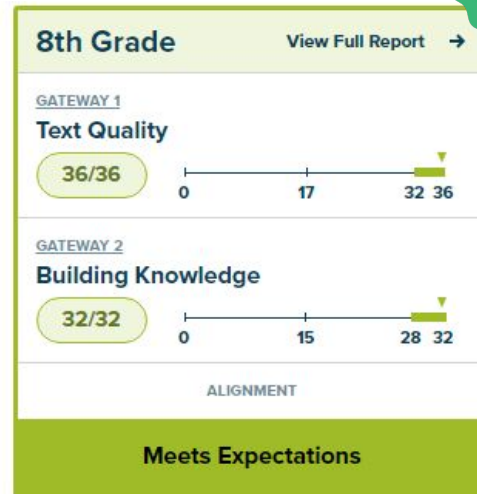 8th Grade View Full Report →
GATEWAY 1
Text Quality
36/36
0 17 32 36
GATEWAY 2
Building Knowledge
32/32
0 15 28 32
ALIGNMENT
Meets Expectations